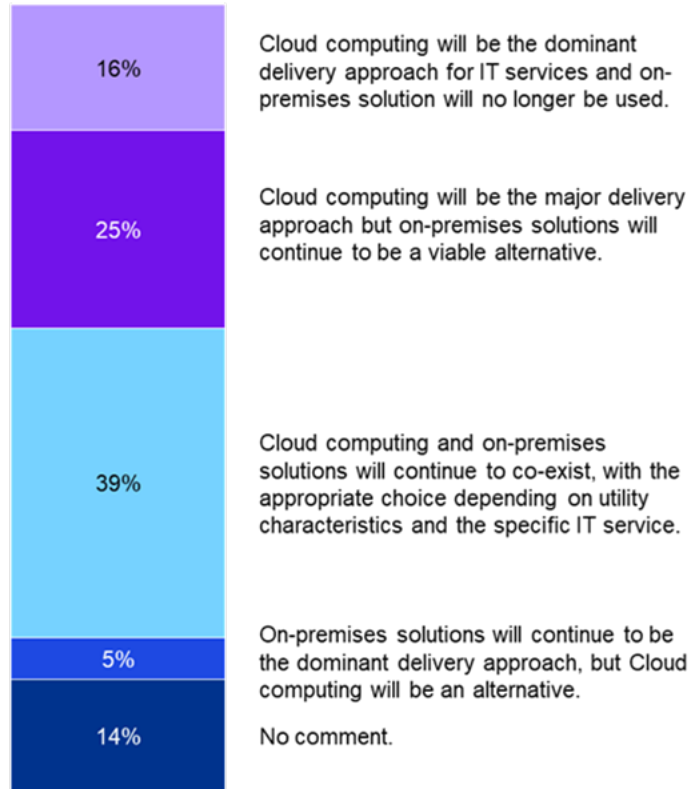 16%
Cloud computing will be the dominant
delivery approach for IT services and on-
premises solution will no longer be used.
25%
Cloud computing will be the major delivery
approach but on-premises solutions will
continue to be a viable alternative.
39%
Cloud computing and on-premises
solutions will continue to co-exist, with the
appropriate choice depending on utility
characteristics and the specific IT service.
5%
On-premises solutions will continue to be
the dominant delivery approach, but Cloud
computing will be an alternative.
14%
No comment.